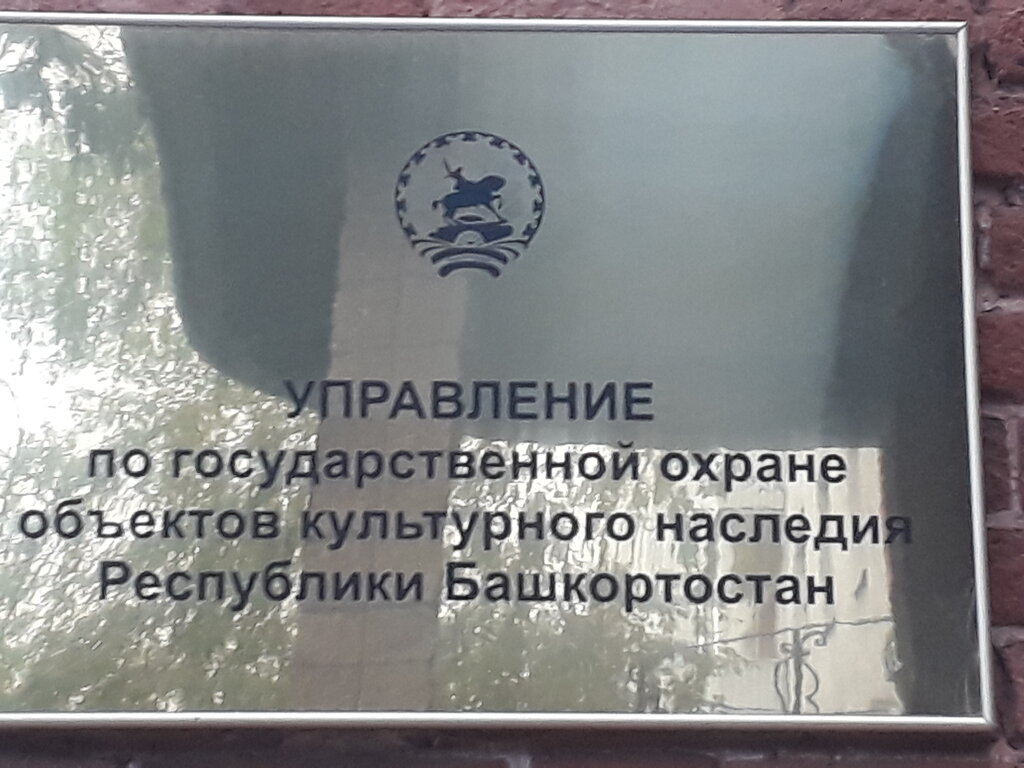 УПРАВЛЕНИЕ
по государственной охране
объектов культурного наследия
Республики Башкортостан